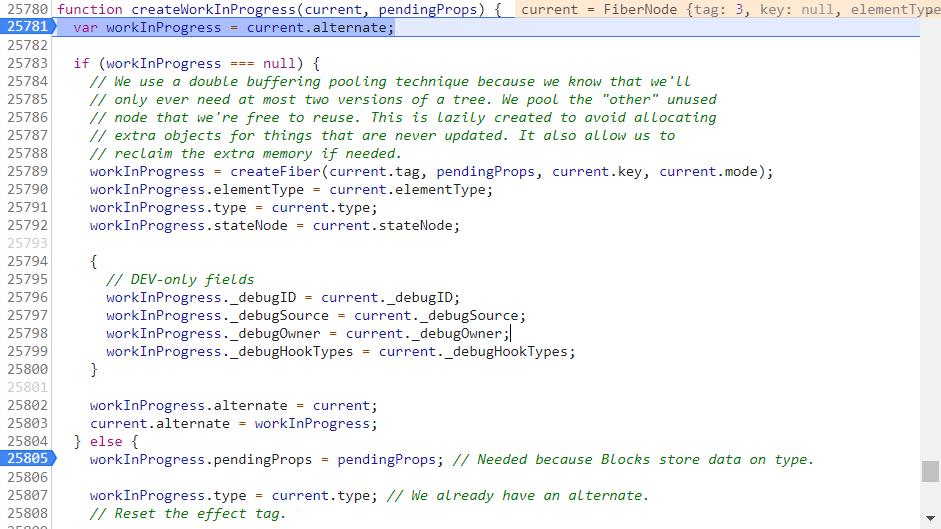 25780 function createWorkInProgress(current, pendingProps) { current = FiberNode {tag: 3, key: null, elementType
25781 var workInProgress = current.alternate;
25782
25783 if (workInProgress === null) {
25784 // We use a double buffering pooling technique because we know that we'll
25785 // only ever need at most two versions of a tree. We pool the "other" unused
25786 // node that we're free to reuse. This is lazily created to avoid allocating
25787 // extra objects for things that are never updated. It also allow us to
25788 // reclaim the extra memory if needed.
25789 workInProgress = createFiber(current.tag, pendingProps, current.key, current.mode);
25790 workInProgress.elementType = current.elementType;
25791 workInProgress.type = current.type;
25792 workInProgress.stateNode = current.stateNode;
25793
25794 {
25795 // DEV-only fields
25796 workInProgress._debugID = current._debugID;
25797 workInProgress._debugSource = current._debugSource;
25798 workInProgress._debugOwner = current._debugOwner;
25799 workInProgress._debugHookTypes = current._debugHookTypes;
25800 }
25801
25802 workInProgress.alternate = current;
25803 current.alternate = workInProgress;
25804 } else {
25805 workInProgress.pendingProps = pendingProps; // Needed because Blocks store data on type.
25806
25807 workInProgress.type = current.type; // We already have an alternate.
25808 // Reset the effect tag.